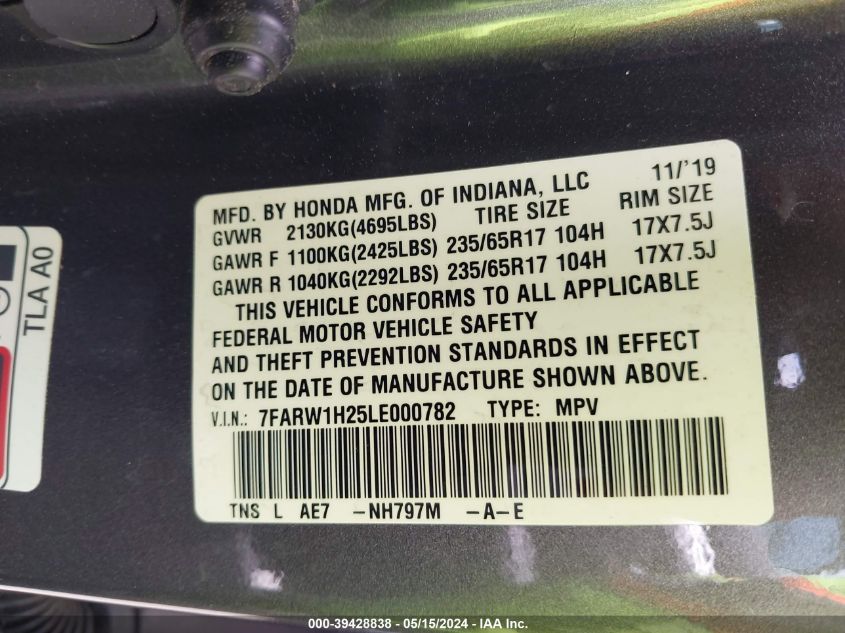 MFD. BY HONDA MFG. OF INDIANA, LLC 11/'19
GVWR 2130KG(4695LBS) TIRE SIZE RIM SIZE
GAWR F 1100KG(2425LBS) 235/65R17 104H 17X7.5J
GAWR R 1040KG(2292LBS) 235/65R17 104H 17X7.5J
THIS VEHICLE CONFORMS TO ALL APPLICABLE
FEDERAL MOTOR VEHICLE SAFETY
AND THEFT PREVENTION STANDARDS IN EFFECT
ON THE DATE OF MANUFACTURE SHOWN ABOVE.
V.I.N.: 7FARW1H25LE000782 TYPE: MPV
TNS L AE7 -NH797M -A-E
TLA A0
000-39428838 - 05/15/2024 - IAA Inc.